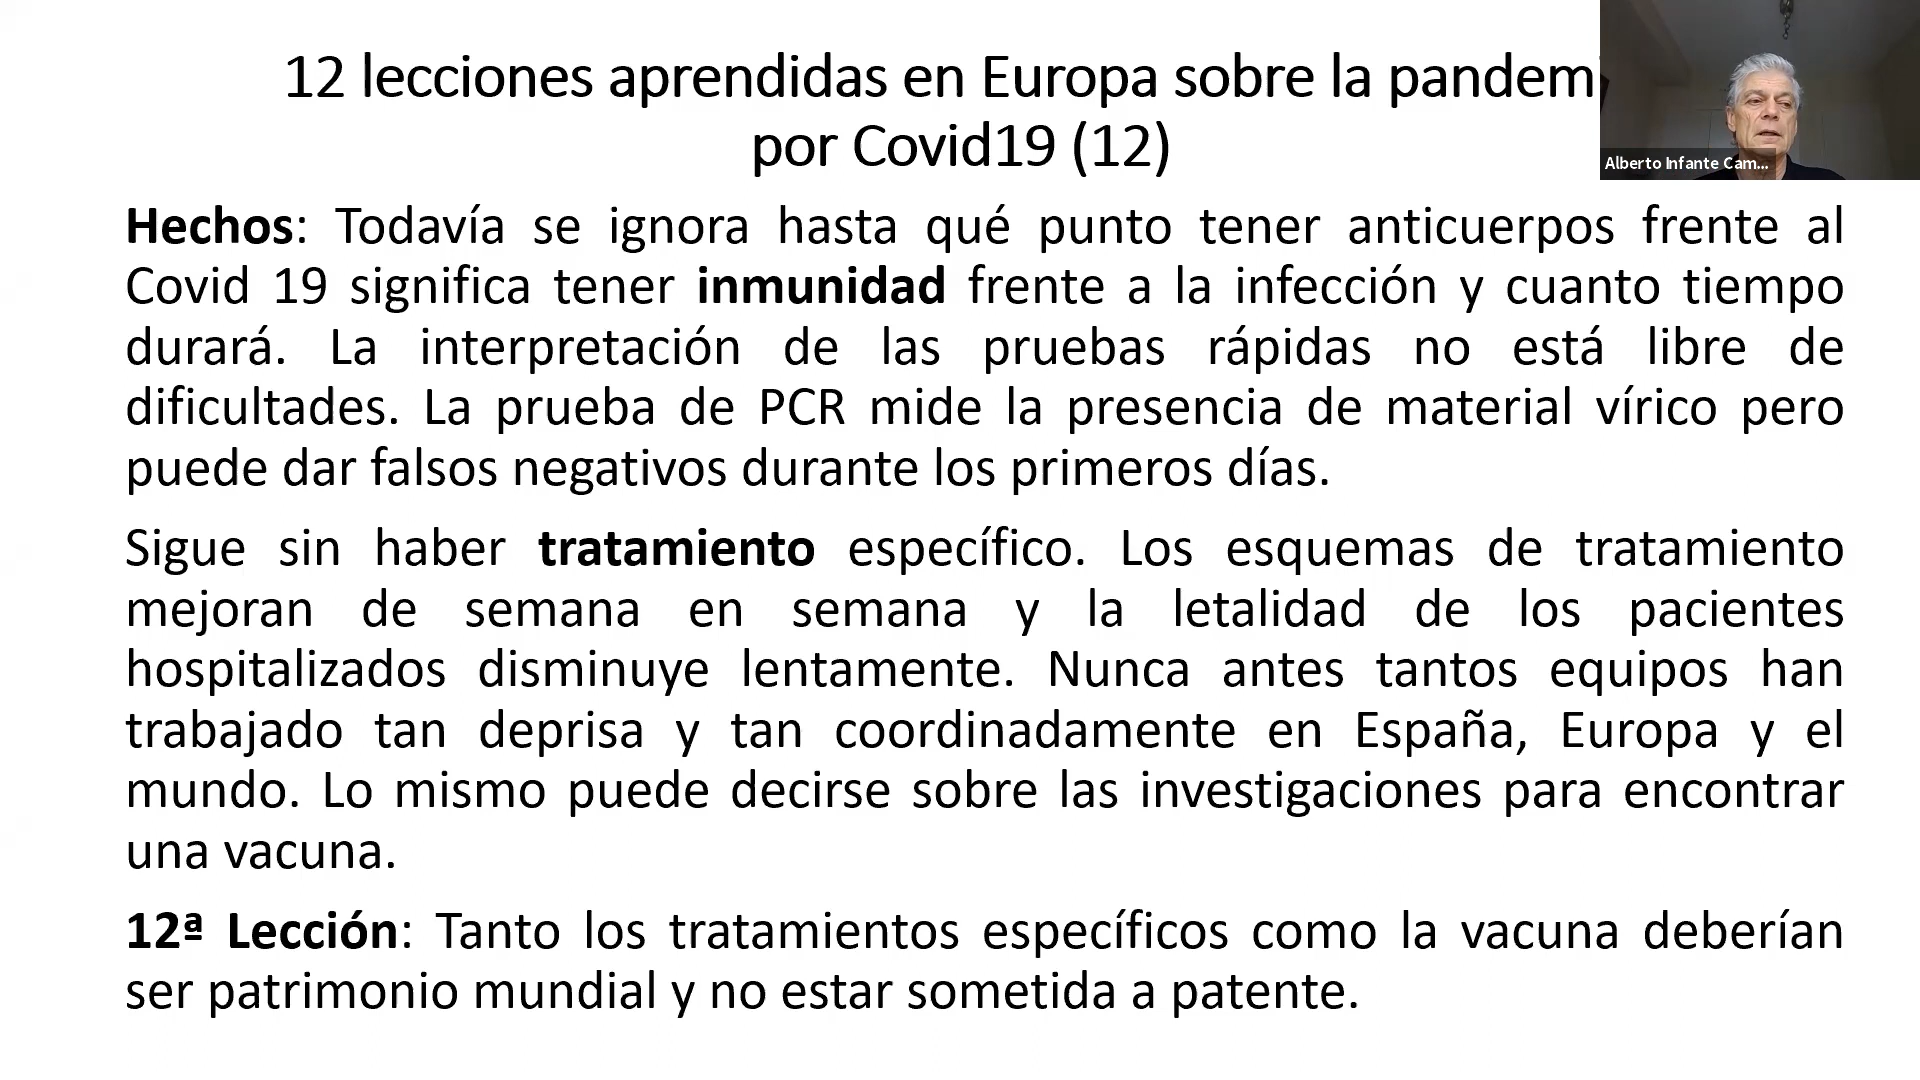 12 lecciones aprendidas en Europa sobre la pandemi
por Covid19 (12)
Alberto Infante Cam...
Hechos: Todavía se ignora hasta qué punto tener anticuerpos frente al
Covid 19 significa tener inmunidad frente a la infección y cuanto tiempo
durará. La interpretación de las pruebas rápidas no está libre de
dificultades. La prueba de PCR mide la presencia de material vírico pero
puede dar falsos negativos durante los primeros días.
Sigue sin haber tratamiento específico. Los esquemas de tratamiento
mejoran de semana en semana y la letalidad de los pacientes
hospitalizados disminuye lentamente. Nunca antes tantos equipos han
trabajado tan deprisa y tan coordinadamente en España, Europa y el
mundo. Lo mismo puede decirse sobre las investigaciones para encontrar
una vacuna.
12ª Lección: Tanto los tratamientos específicos como la vacuna deberían
ser patrimonio mundial y no estar sometida a patente.